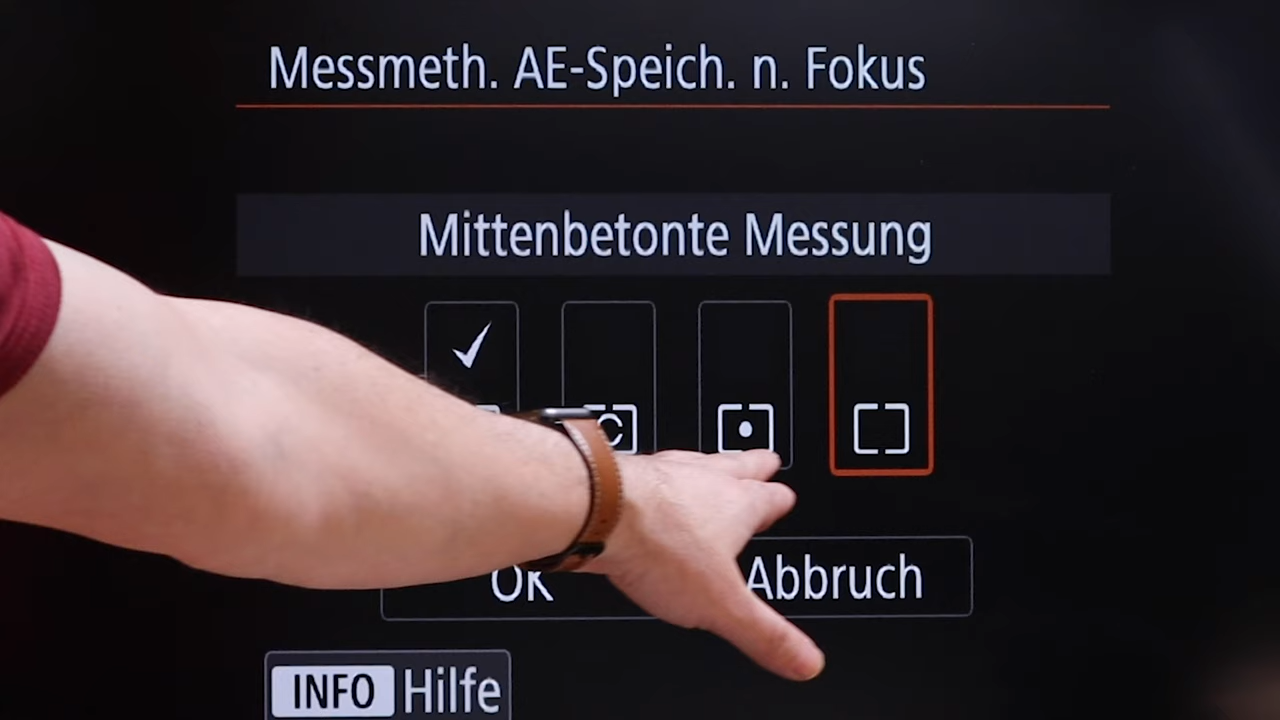 Messmeth. AE-Speich. n. Fokus
Mittenbetonte Messung
OK Abbruch
INFO Hilfe